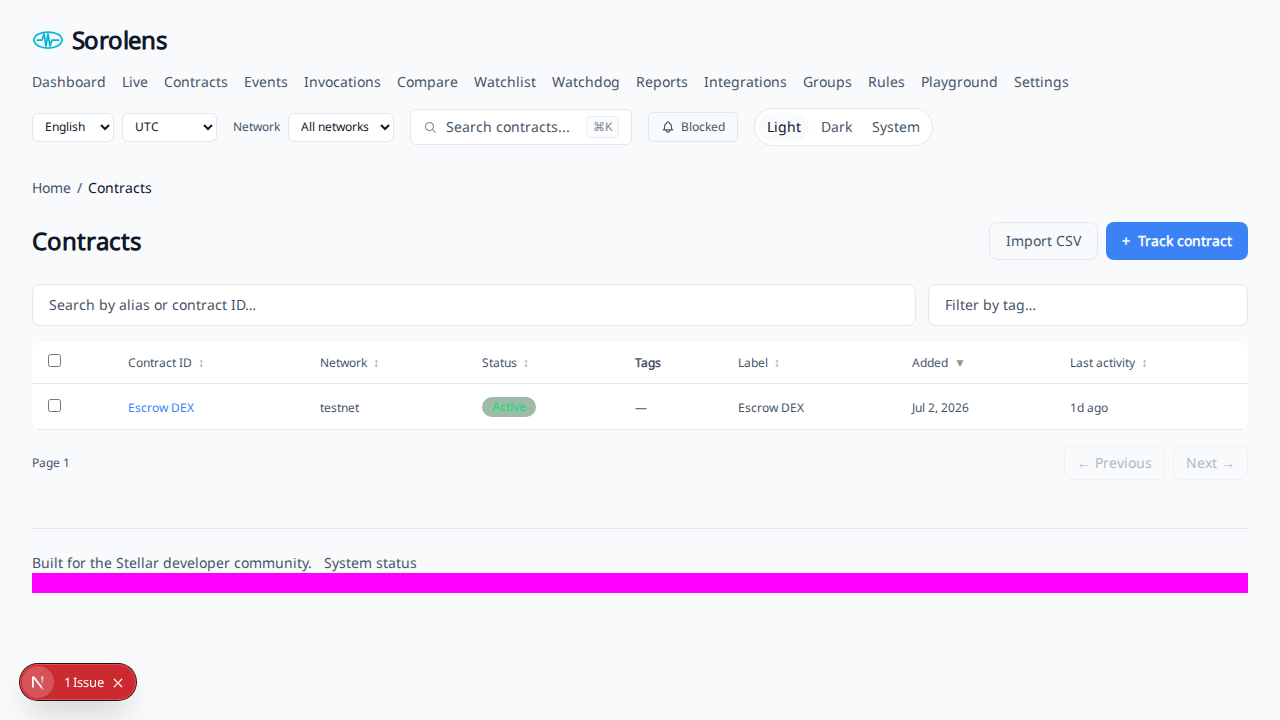 Sorolens
Dashboard Live Contracts Events Invocations Compare Watchlist Watchdog Reports Integrations Groups Rules Playground Settings
English UTC Network All networks Search contracts... ⌘K Blocked Light Dark System
Home / Contracts
Contracts
Import CSV
+ Track contract
Search by alias or contract ID...
Filter by tag...
Contract ID ↕ Network ↕ Status ↕ Tags Label ↕ Added ▼ Last activity ↕
Escrow DEX testnet Active — Escrow DEX Jul 2, 2026 1d ago
Page 1
← Previous Next →
Built for the Stellar developer community. System status
N 1 Issue ×